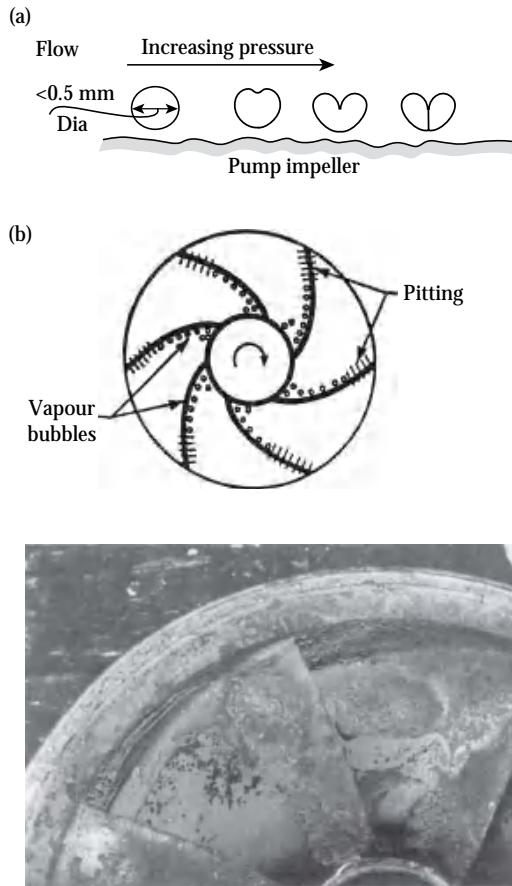 (a)
Flow
Increasing pressure
<0.5 mm
Dia
Pump impeller
(b)
Pitting
Vapour
bubbles